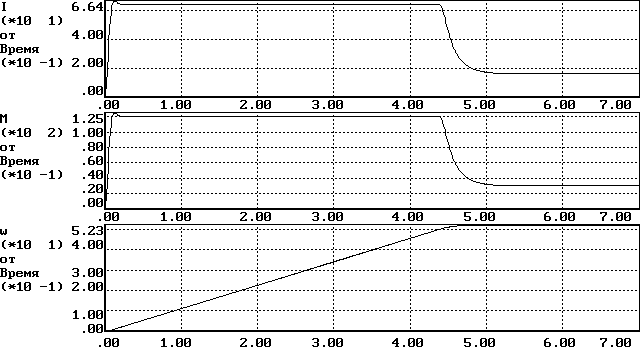 I 6.64
(*10 1)
от 4.00
Время
(*10 -1) 2.00
.00
.00 1.00 2.00 3.00 4.00 5.00 6.00 7.00
M 1.25
(*10 2) 1.00
от .80
Время .60
(*10 -1) .40
.20
.00
.00 1.00 2.00 3.00 4.00 5.00 6.00 7.00
w 5.23
(*10 1) 4.00
от
Время 3.00
(*10 -1) 2.00
1.00
.00
.00 1.00 2.00 3.00 4.00 5.00 6.00 7.00